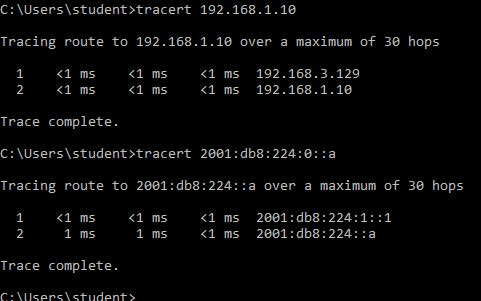 C:\Users\student>tracert 192.168.1.10
Tracing route to 192.168.1.10 over a maximum of 30 hops
1 <1 ms <1 ms <1 ms 192.168.3.129
2 <1 ms <1 ms <1 ms 192.168.1.10
Trace complete.
C:\Users\student>tracert 2001:db8:224:0::a
Tracing route to 2001:db8:224::a over a maximum of 30 hops
1 <1 ms <1 ms <1 ms 2001:db8:224:1::1
2 1 ms 1 ms <1 ms 2001:db8:224::a
Trace complete.
C:\Users\student>